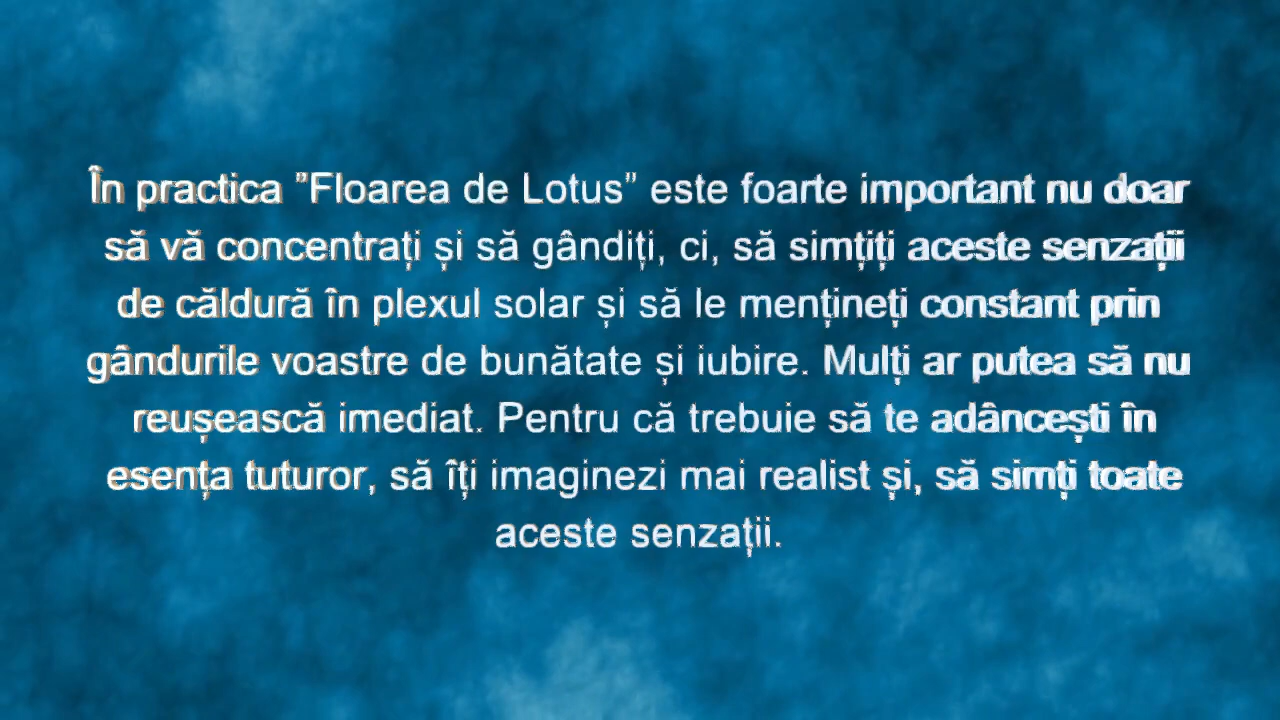 În practica ”Floarea de Lotus” este foarte important nu doar
să vă concentrați și să gândiți, ci, să simțiți aceste senzații
de căldură în plexul solar și să le mențineți constant prin
gândurile voastre de bunătate și iubire. Mulți ar putea să nu
reușească imediat. Pentru că trebuie să te adâncești în
esența tuturor, să îți imaginezi mai realist și, să simți toate
aceste senzații.